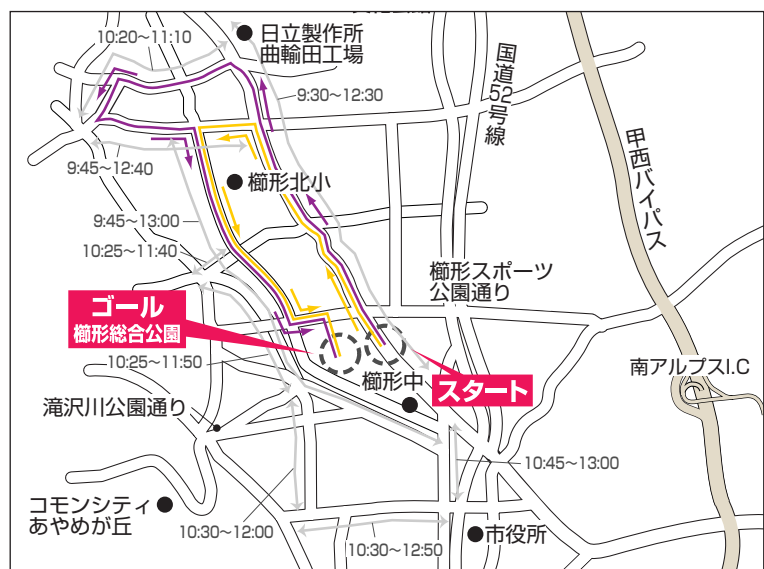 10:20~11:10
日立製作所
曲輪田工場
国道52号線
9:30~12:30
甲西バイパス
9:45~12:40
櫛形北小
9:45~13:00
10:25~11:40
櫛形スポーツ
公園通り
ゴール
櫛形総合公園
10:25~11:50
櫛形中
スタート
南アルプスI.C
滝沢川公園通り
10:45~13:00
コモンシティ
あやめが丘
10:30~12:00
市役所
10:30~12:50